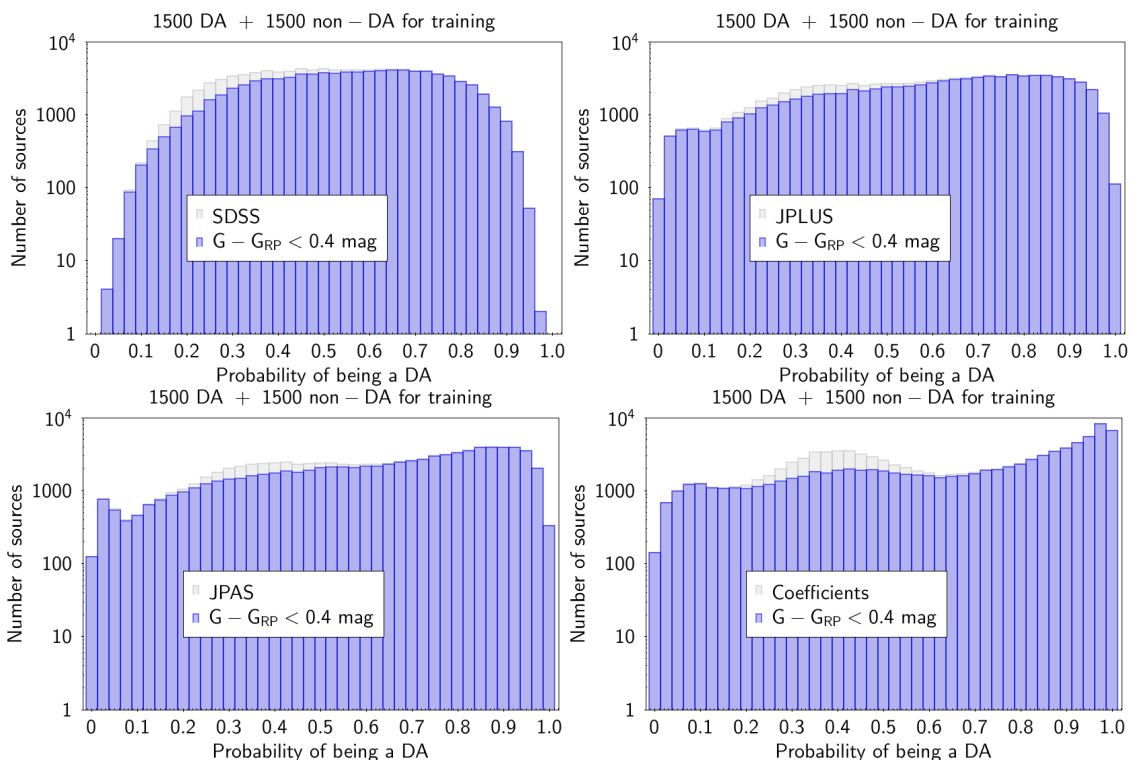 1500 DA + 1500 non − DA for training
10^4
1000
100
10
1
Number of sources
SDSS
G − G_RP < 0.4 mag
0 0.1 0.2 0.3 0.4 0.5 0.6 0.7 0.8 0.9 1.0
Probability of being a DA
1500 DA + 1500 non − DA for training
10^4
1000
100
10
1
Number of sources
JPLUS
G − G_RP < 0.4 mag
0 0.1 0.2 0.3 0.4 0.5 0.6 0.7 0.8 0.9 1.0
Probability of being a DA
1500 DA + 1500 non − DA for training
10^4
1000
100
10
1
Number of sources
JPAS
G − G_RP < 0.4 mag
0 0.1 0.2 0.3 0.4 0.5 0.6 0.7 0.8 0.9 1.0
Probability of being a DA
1500 DA + 1500 non − DA for training
10^4
1000
100
10
1
Number of sources
Coefficients
G − G_RP < 0.4 mag
0 0.1 0.2 0.3 0.4 0.5 0.6 0.7 0.8 0.9 1.0
Probability of being a DA